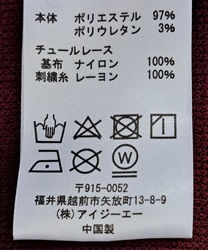 本体 ポリエステル 97%
ポリウレタン 3%
チュールレース
基布 ナイロン 100%
刺繍糸 レーヨン 100%
W
〒915-0052
福井県越前市矢放町13-8-9
(株)アイジーエー
中国製